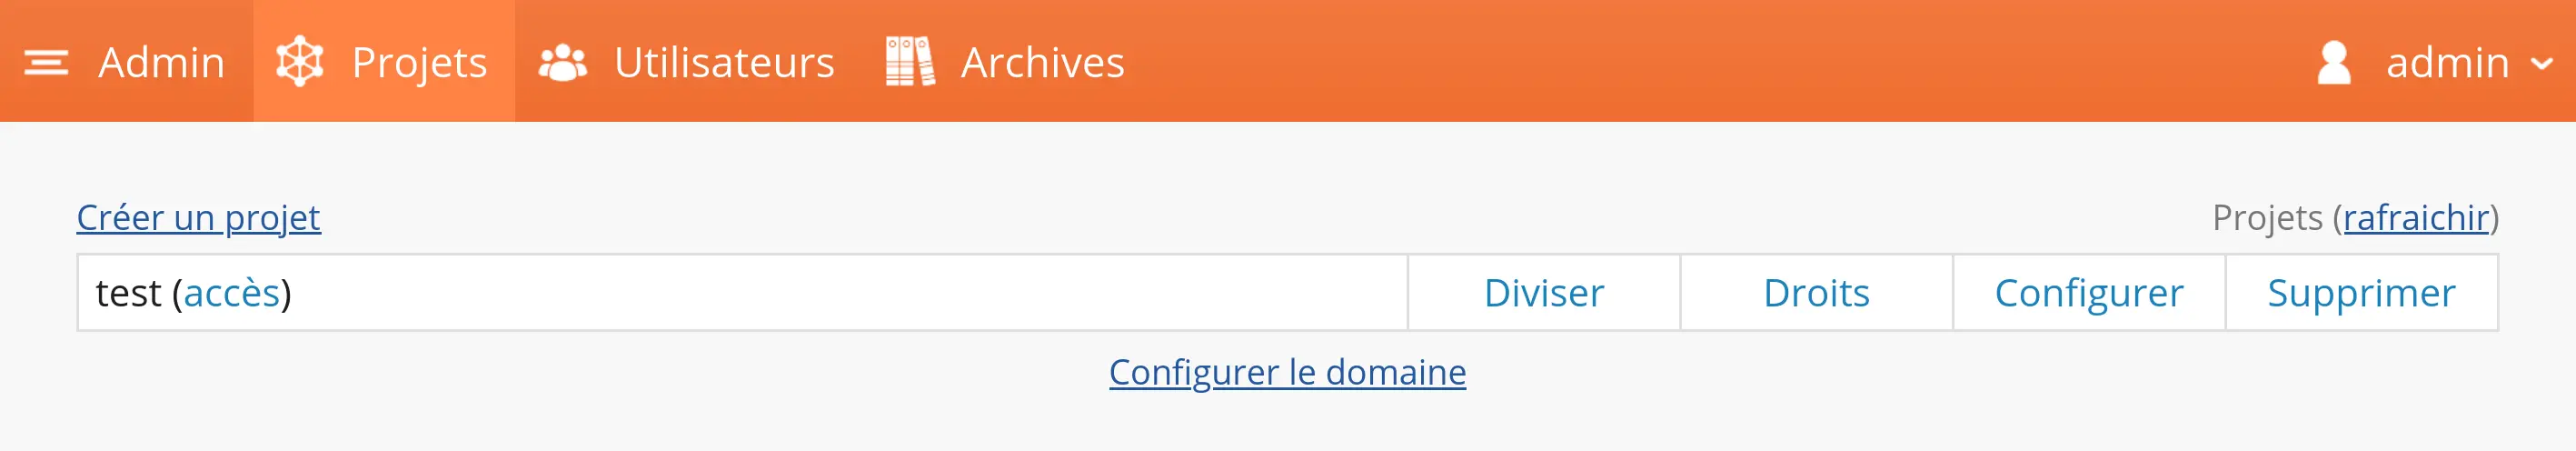 Admin Projets Utilisateurs Archives admin
Créer un projet Projets (rafraichir)
test (accès) Diviser Droits Configurer Supprimer
Configurer le domaine